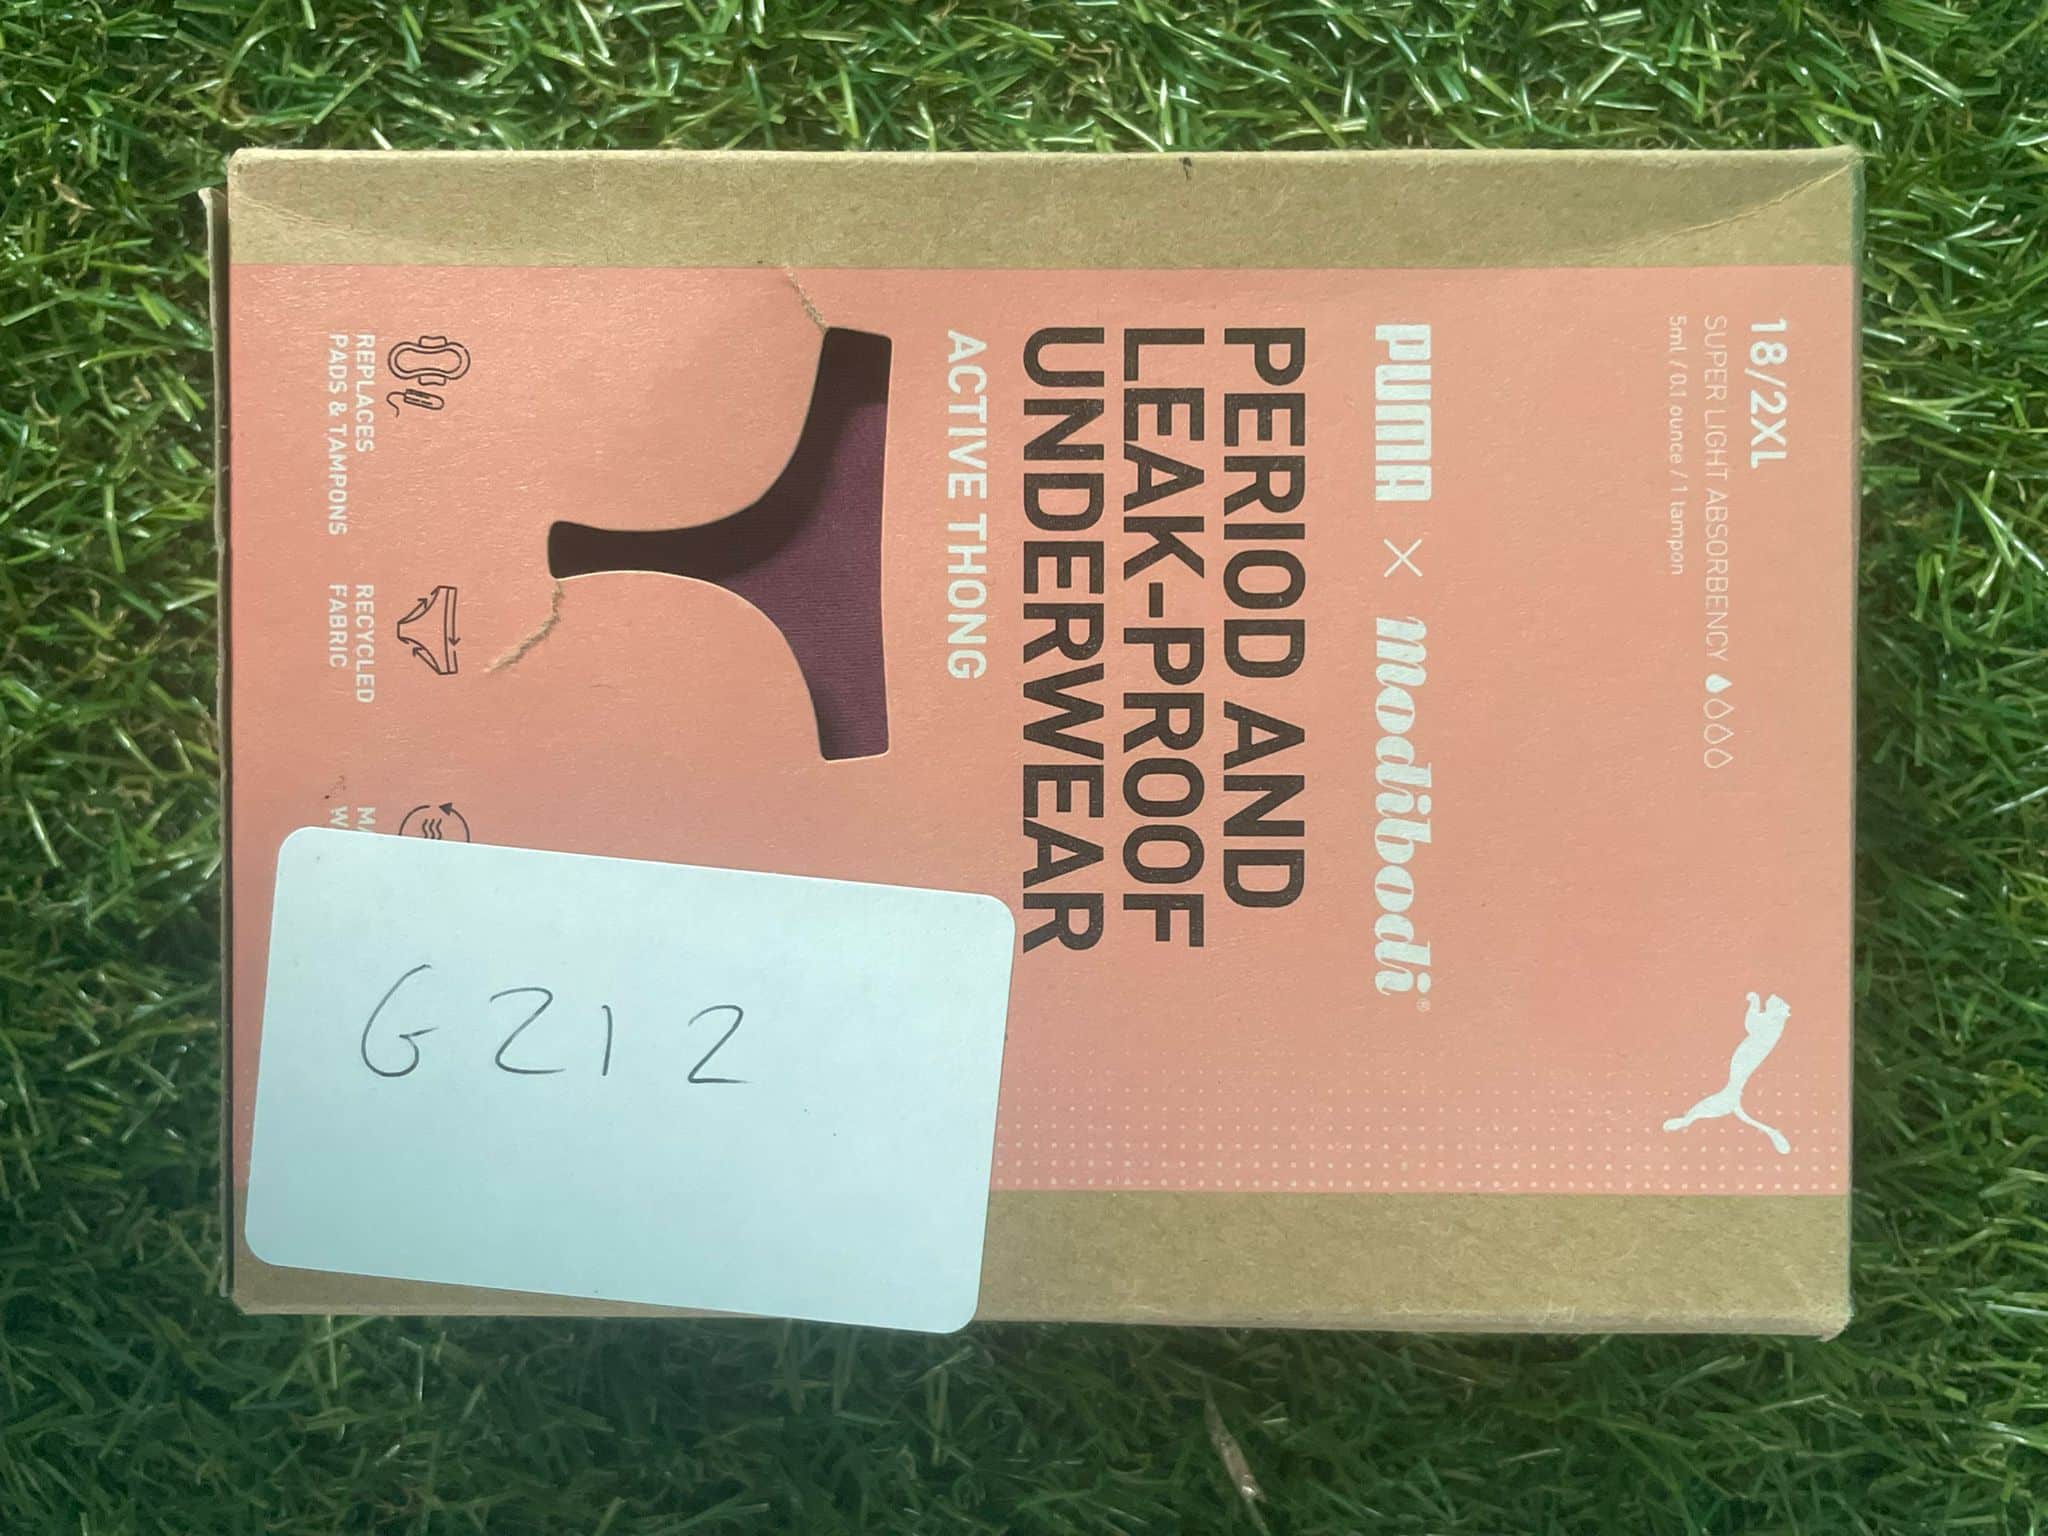 18/2XL
SUPER LIGHT ABSORBENCY
5ml / 0.1 ounce / 1 tampon
PUMA × modibodi®
PERIOD AND
LEAK-PROOF
UNDERWEAR
ACTIVE THONG
REPLACES
PADS & TAMPONS
RECYCLED
FABRIC
G212